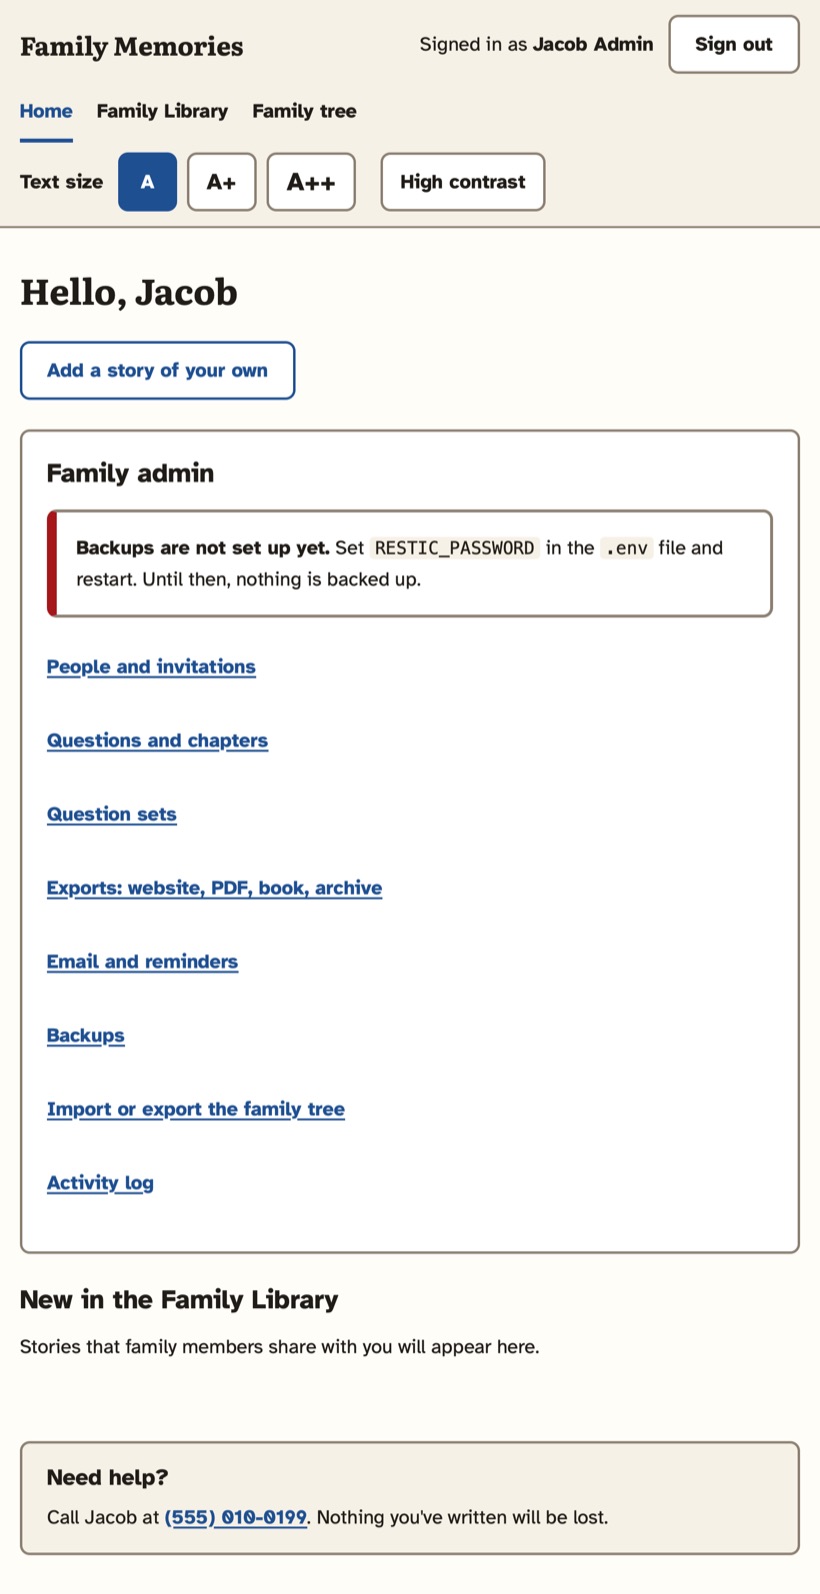 Family Memories
Signed in as Jacob Admin
Sign out
Home
Family Library
Family tree
Text size
A
A+
A++
High contrast
Hello, Jacob
Add a story of your own
Family admin
Backups are not set up yet. Set RESTIC_PASSWORD in the .env file and
restart. Until then, nothing is backed up.
People and invitations
Questions and chapters
Question sets
Exports: website, PDF, book, archive
Email and reminders
Backups
Import or export the family tree
Activity log
New in the Family Library
Stories that family members share with you will appear here.
Need help?
Call Jacob at (555) 010-0199. Nothing you've written will be lost.